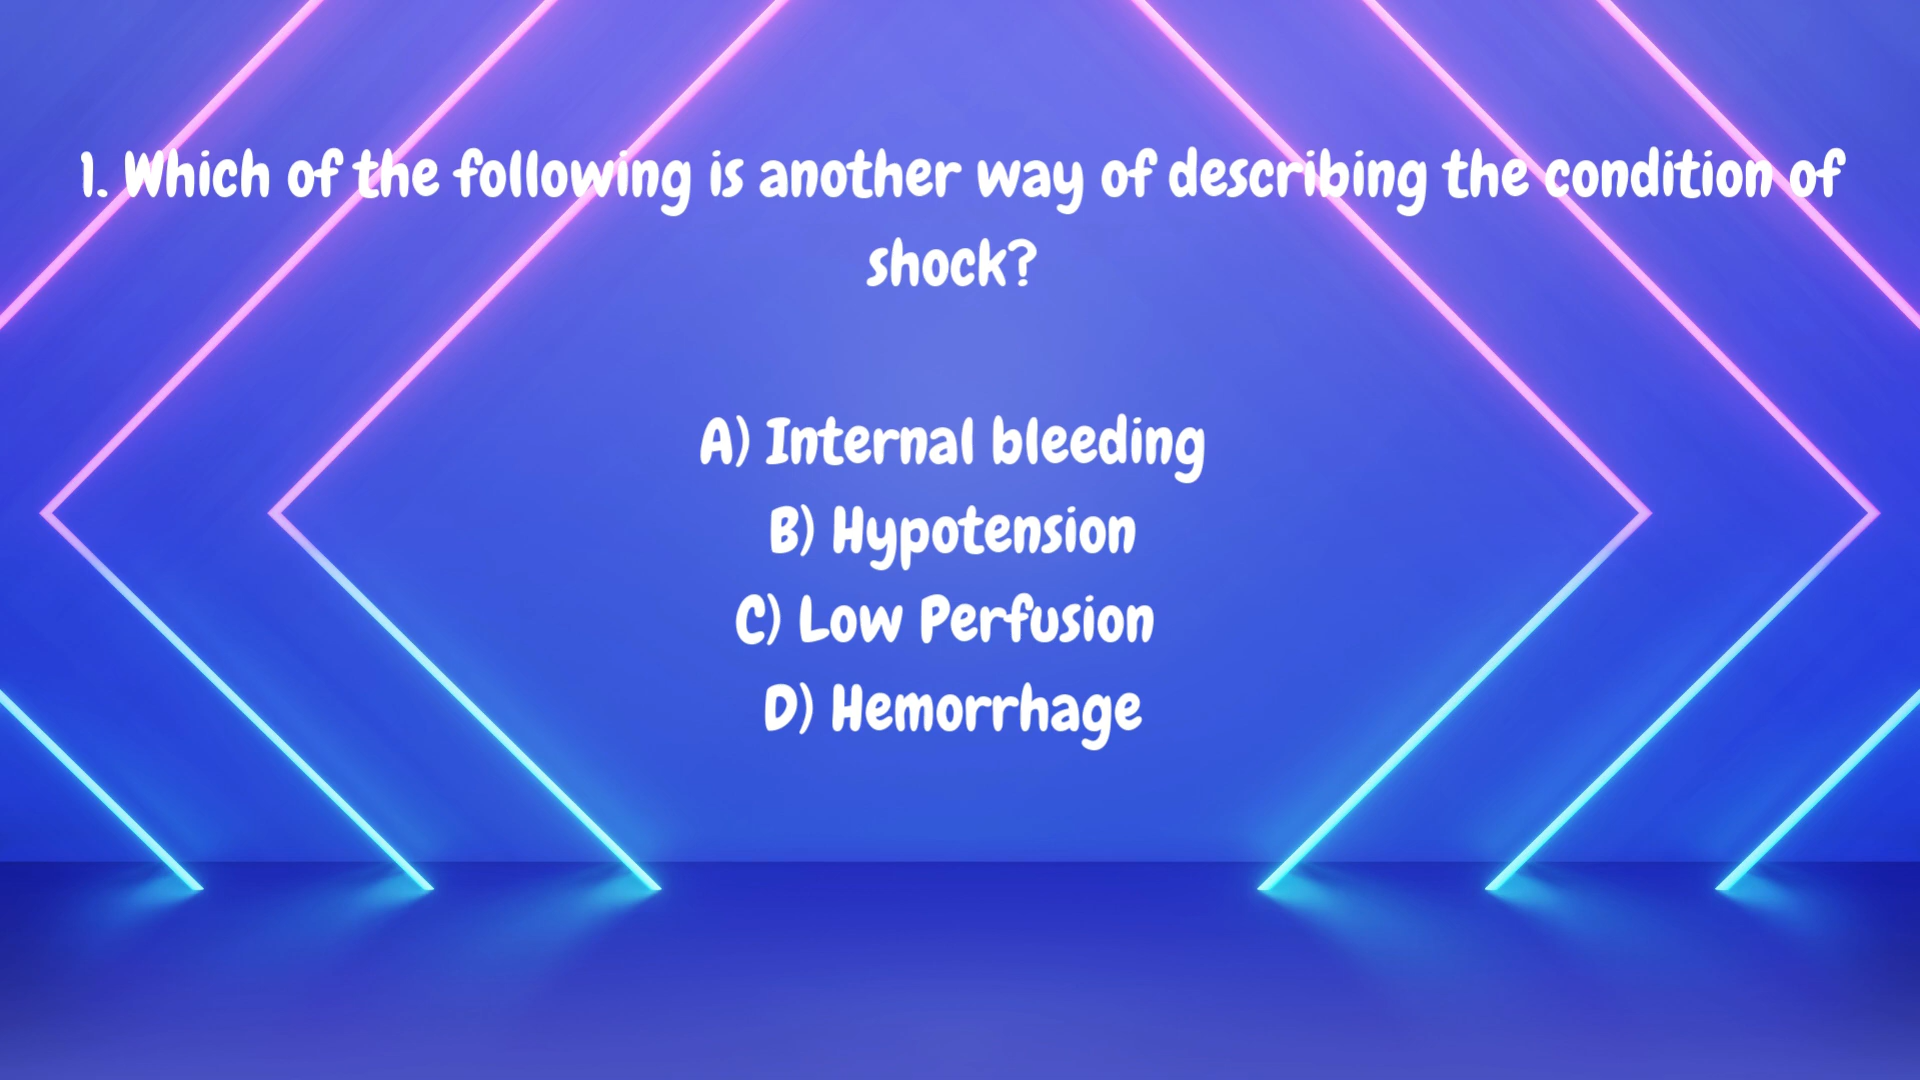 1. Which of the following is another way of describing the condition of
shock?
A) Internal bleeding
B) Hypotension
C) Low Perfusion
D) Hemorrhage